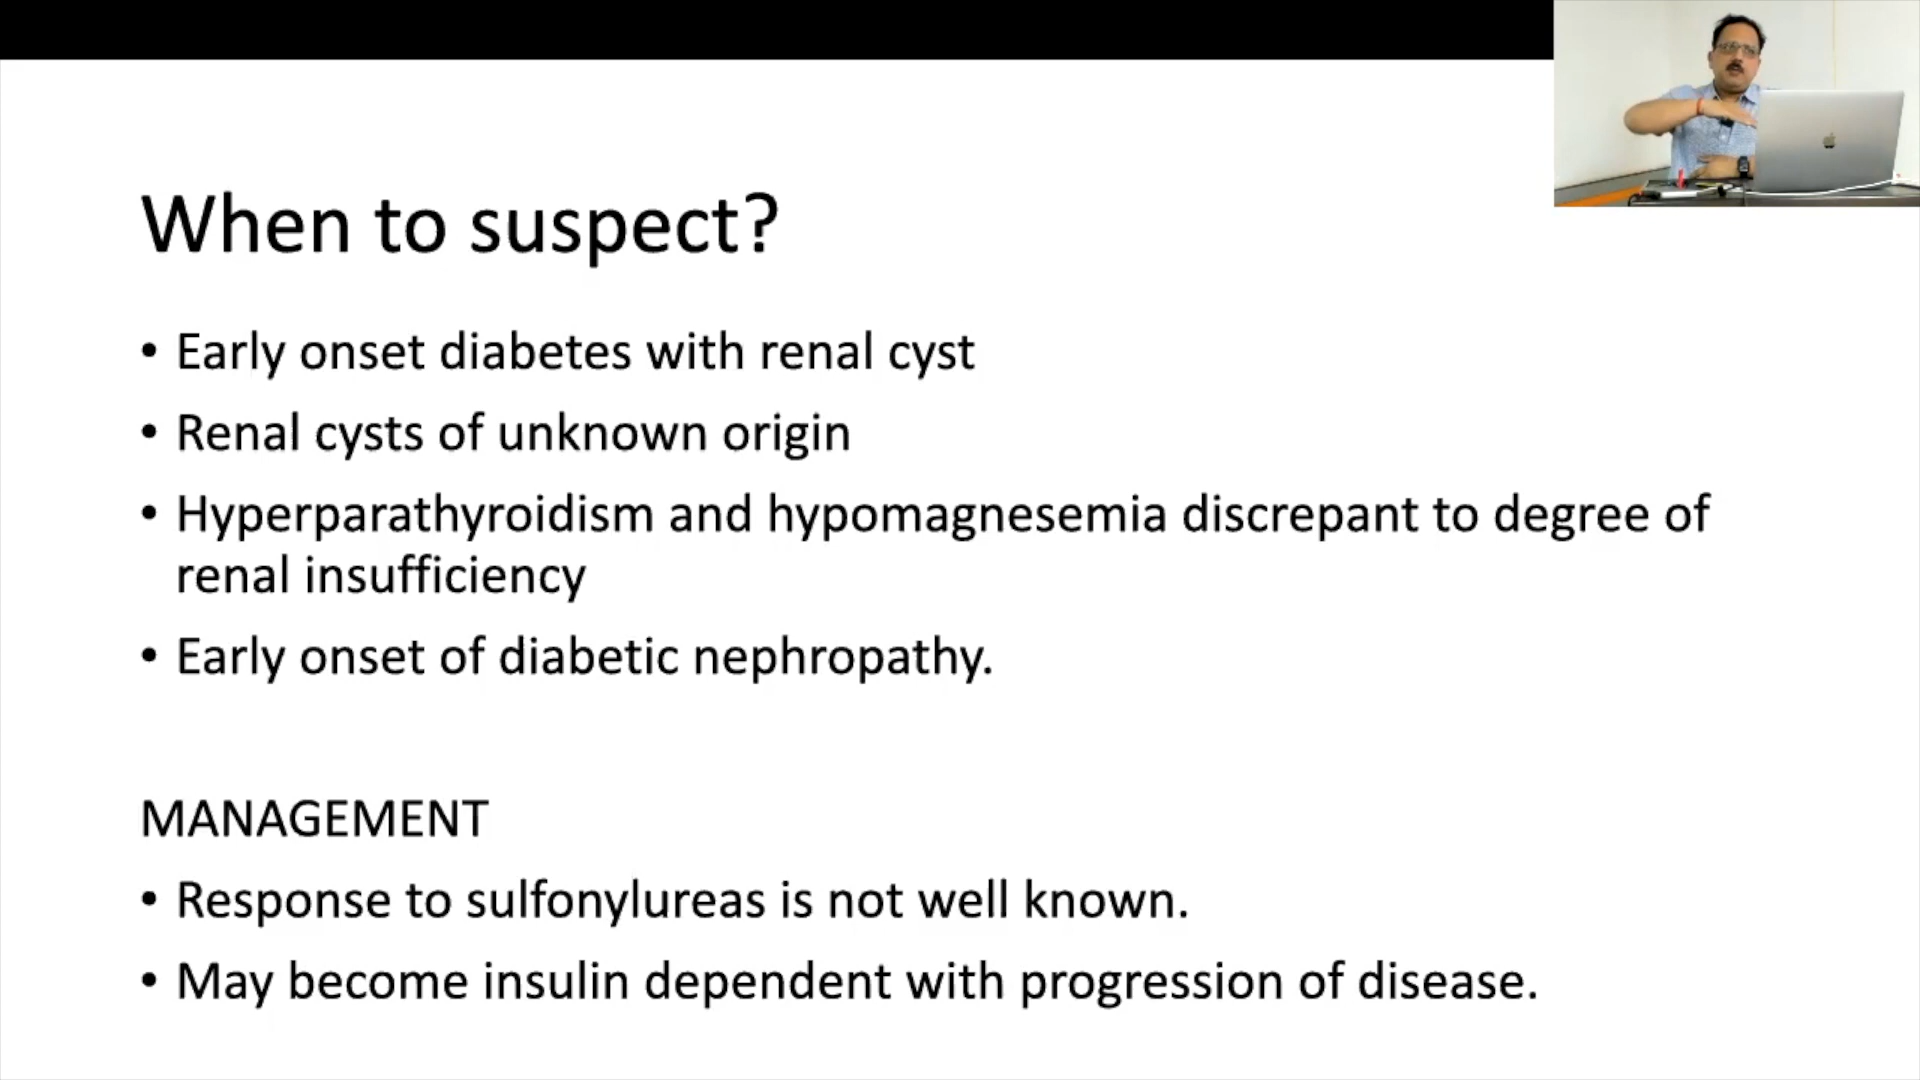 When to suspect?
• Early onset diabetes with renal cyst
• Renal cysts of unknown origin
• Hyperparathyroidism and hypomagnesemia discrepant to degree of
renal insufficiency
• Early onset of diabetic nephropathy.
MANAGEMENT
• Response to sulfonylureas is not well known.
• May become insulin dependent with progression of disease.